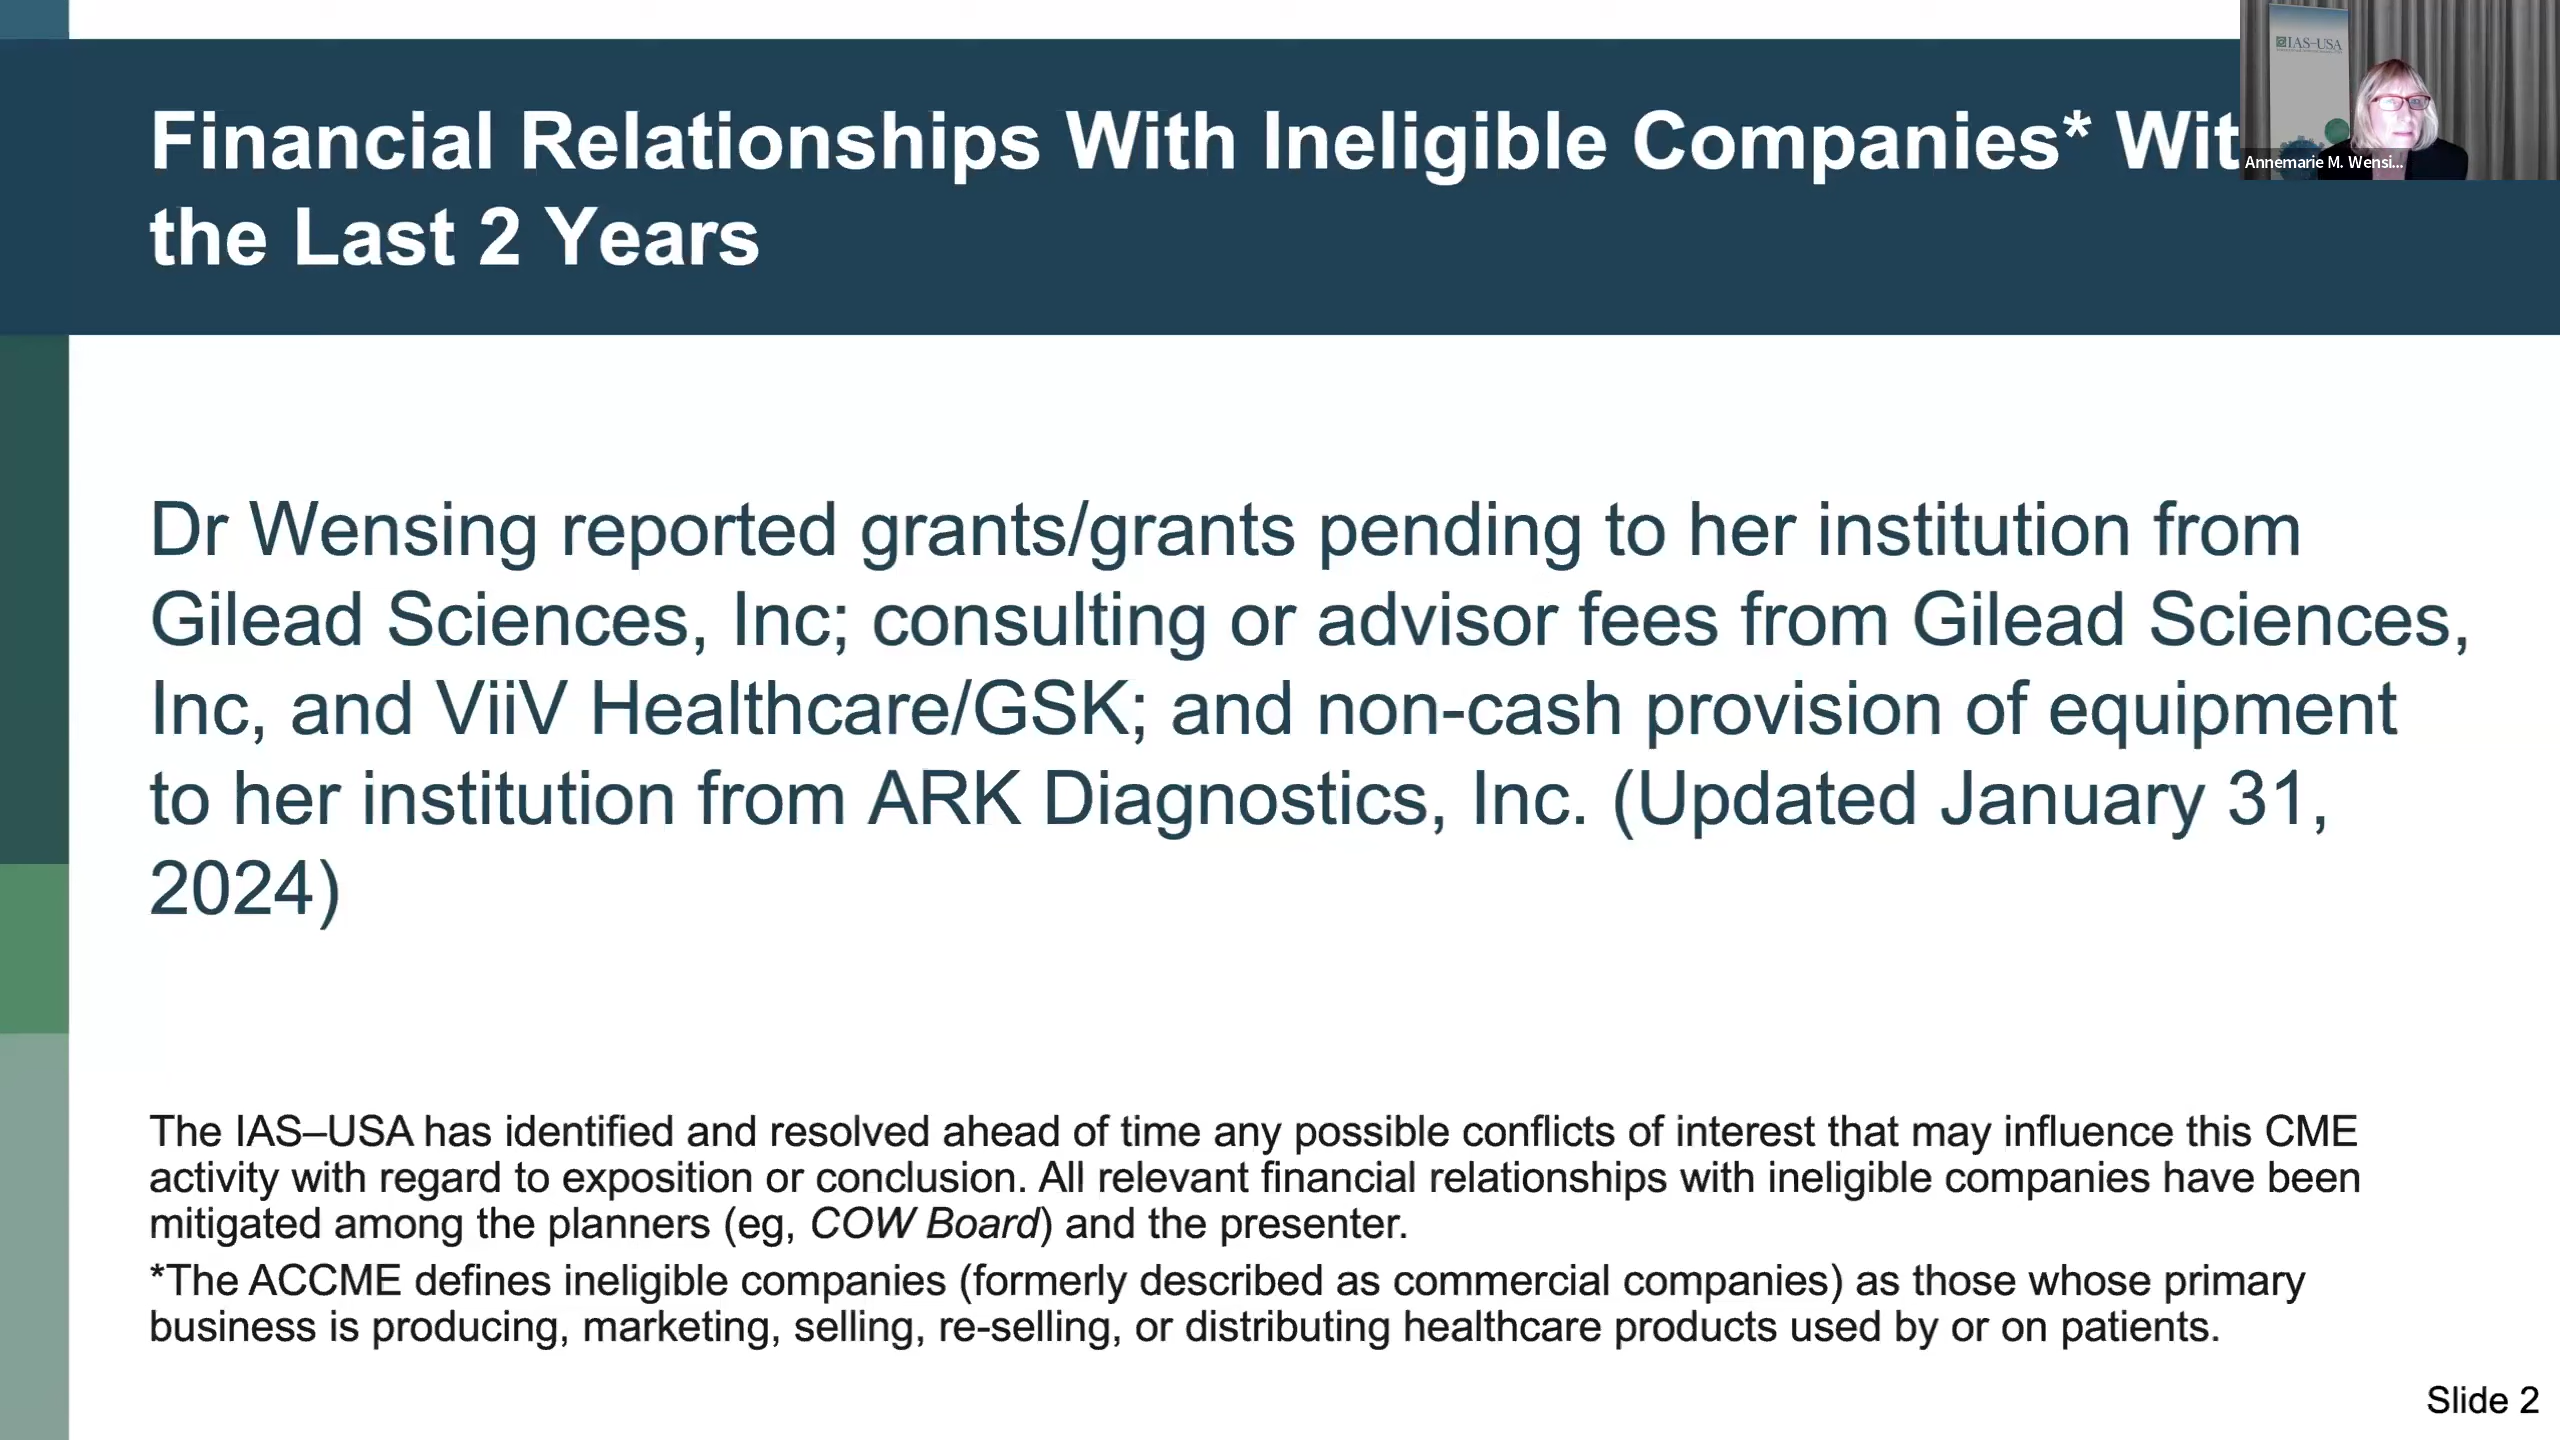 IAS–USA
Annemarie M. Wensi...
Financial Relationships With Ineligible Companies* Wit
the Last 2 Years
Dr Wensing reported grants/grants pending to her institution from
Gilead Sciences, Inc; consulting or advisor fees from Gilead Sciences,
Inc, and ViiV Healthcare/GSK; and non-cash provision of equipment
to her institution from ARK Diagnostics, Inc. (Updated January 31,
2024)
The IAS–USA has identified and resolved ahead of time any possible conflicts of interest that may influence this CME
activity with regard to exposition or conclusion. All relevant financial relationships with ineligible companies have been
mitigated among the planners (eg, COW Board) and the presenter.
*The ACCME defines ineligible companies (formerly described as commercial companies) as those whose primary
business is producing, marketing, selling, re-selling, or distributing healthcare products used by or on patients.
Slide 2